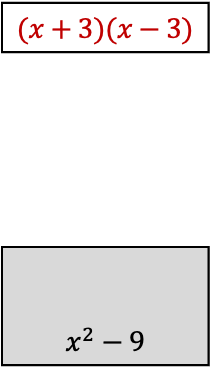 (x + 3)(x − 3)
x² − 9